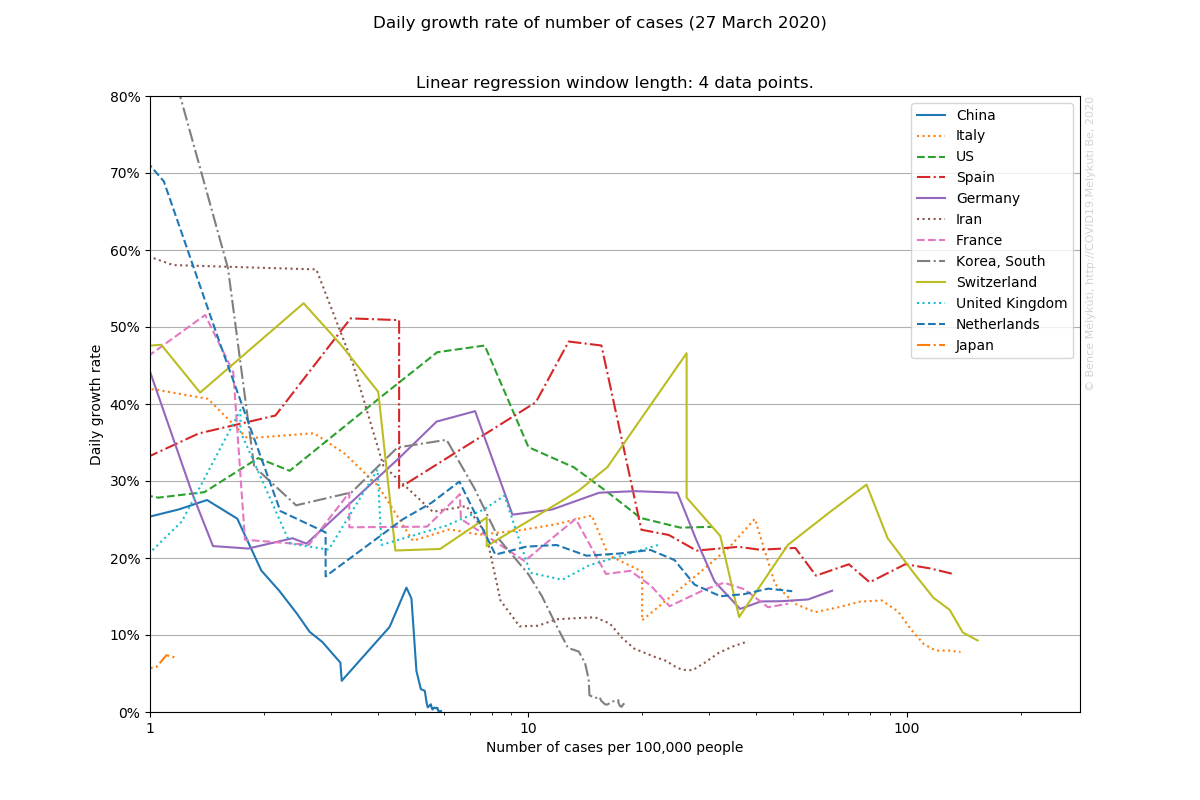 Daily growth rate of number of cases (27 March 2020)
Linear regression window length: 4 data points.
80%
70%
60%
50%
40%
30%
20%
10%
0%
Daily growth rate
1
10
100
Number of cases per 100,000 people
China
Italy
US
Spain
Germany
Iran
France
Korea, South
Switzerland
United Kingdom
Netherlands
Japan
© Bence Mélykúti, http://COVID19.Melykuti.Be, 2020